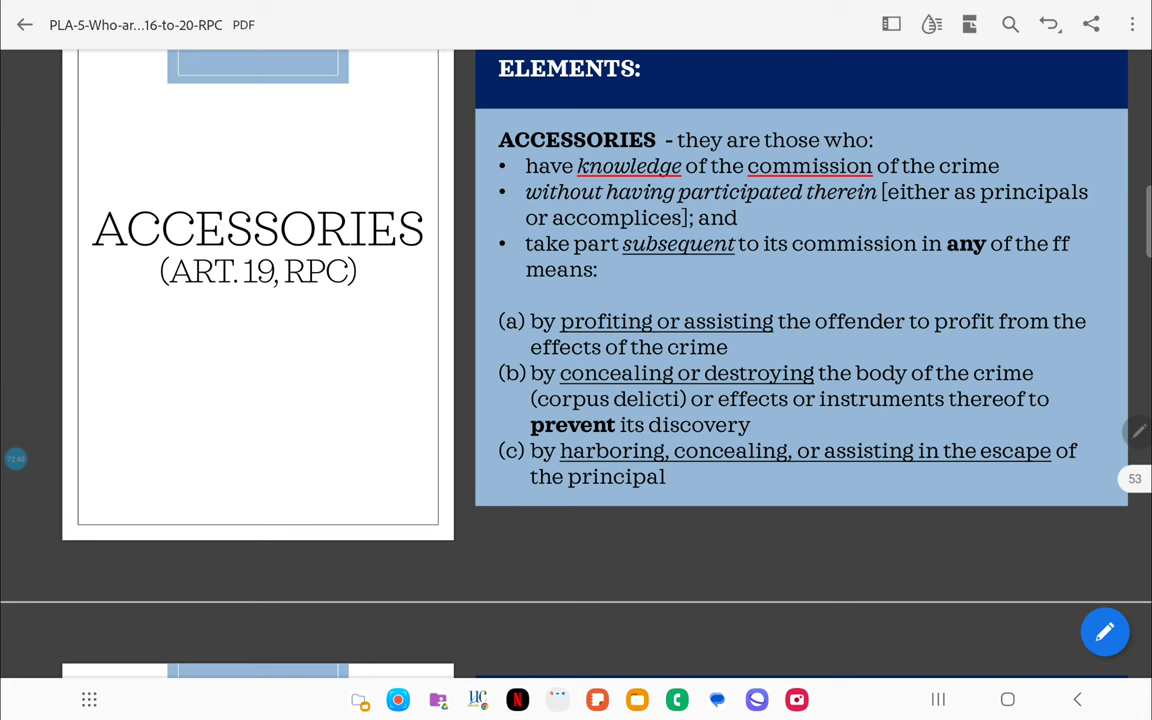 PLA-5-Who-ar...16-to-20-RPC PDF
ELEMENTS:
ACCESSORIES
(ART. 19, RPC)
ACCESSORIES - they are those who:
• have knowledge of the commission of the crime
• without having participated therein [either as principals
or accomplices]; and
• take part subsequent to its commission in any of the ff
means:
(a) by profiting or assisting the offender to profit from the
effects of the crime
(b) by concealing or destroying the body of the crime
(corpus delicti) or effects or instruments thereof to
prevent its discovery
(c) by harboring, concealing, or assisting in the escape of
the principal
72:40
53